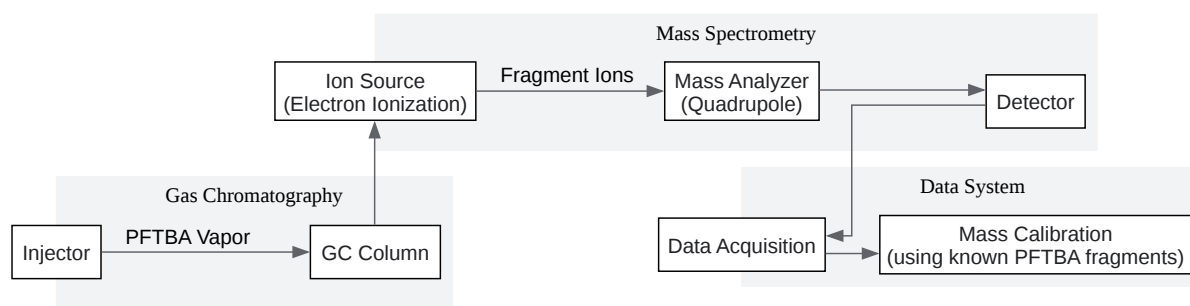 Mass Spectrometry
Ion Source
(Electron Ionization)
Fragment Ions
Mass Analyzer
(Quadrupole)
Detector
Gas Chromatography
Injector
PFTBA Vapor
GC Column
Data System
Data Acquisition
Mass Calibration
(using known PFTBA fragments)